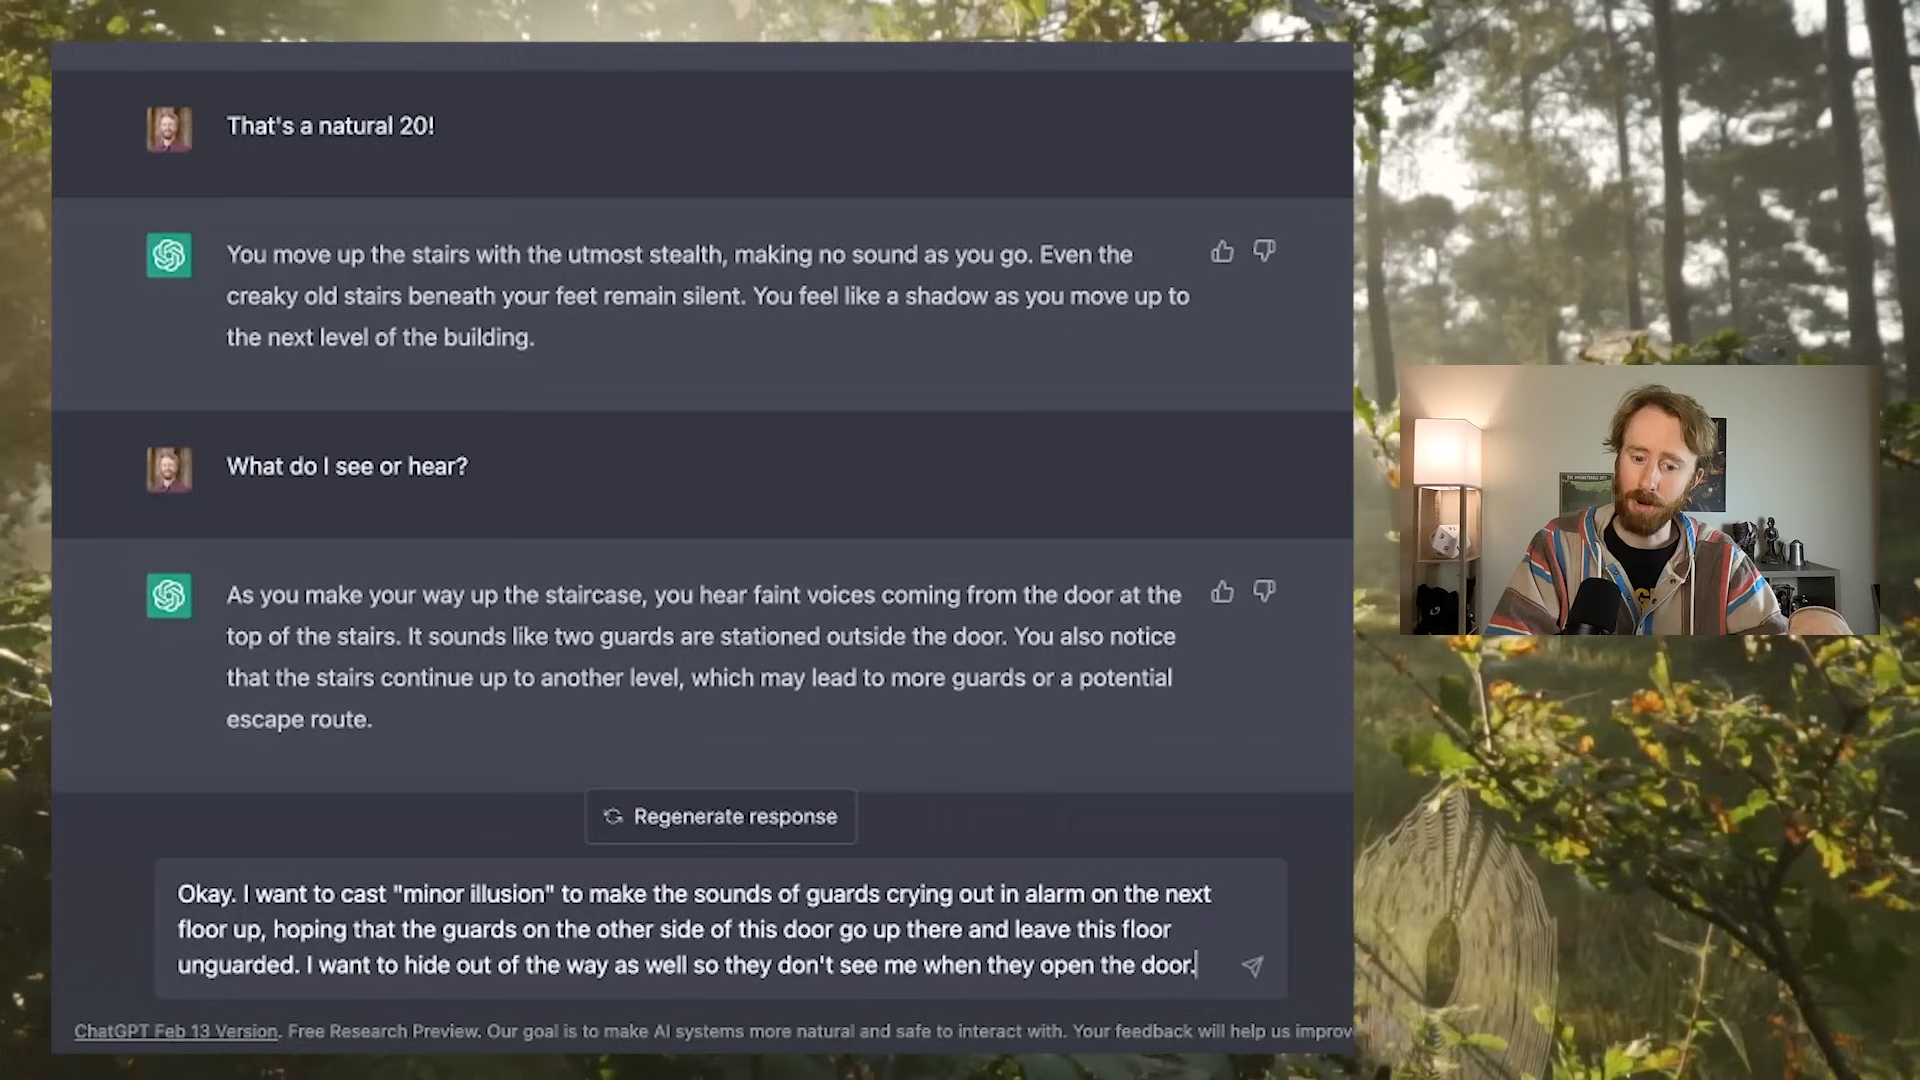 That's a natural 20!
You move up the stairs with the utmost stealth, making no sound as you go. Even the
creaky old stairs beneath your feet remain silent. You feel like a shadow as you move up to
the next level of the building.
What do I see or hear?
As you make your way up the staircase, you hear faint voices coming from the door at the
top of the stairs. It sounds like two guards are stationed outside the door. You also notice
that the stairs continue up to another level, which may lead to more guards or a potential
escape route.
Regenerate response
Okay. I want to cast "minor illusion" to make the sounds of guards crying out in alarm on the next
floor up, hoping that the guards on the other side of this door go up there and leave this floor
unguarded. I want to hide out of the way as well so they don't see me when they open the door.
ChatGPT Feb 13 Version. Free Research Preview. Our goal is to make AI systems more natural and safe to interact with. Your feedback will help us improv